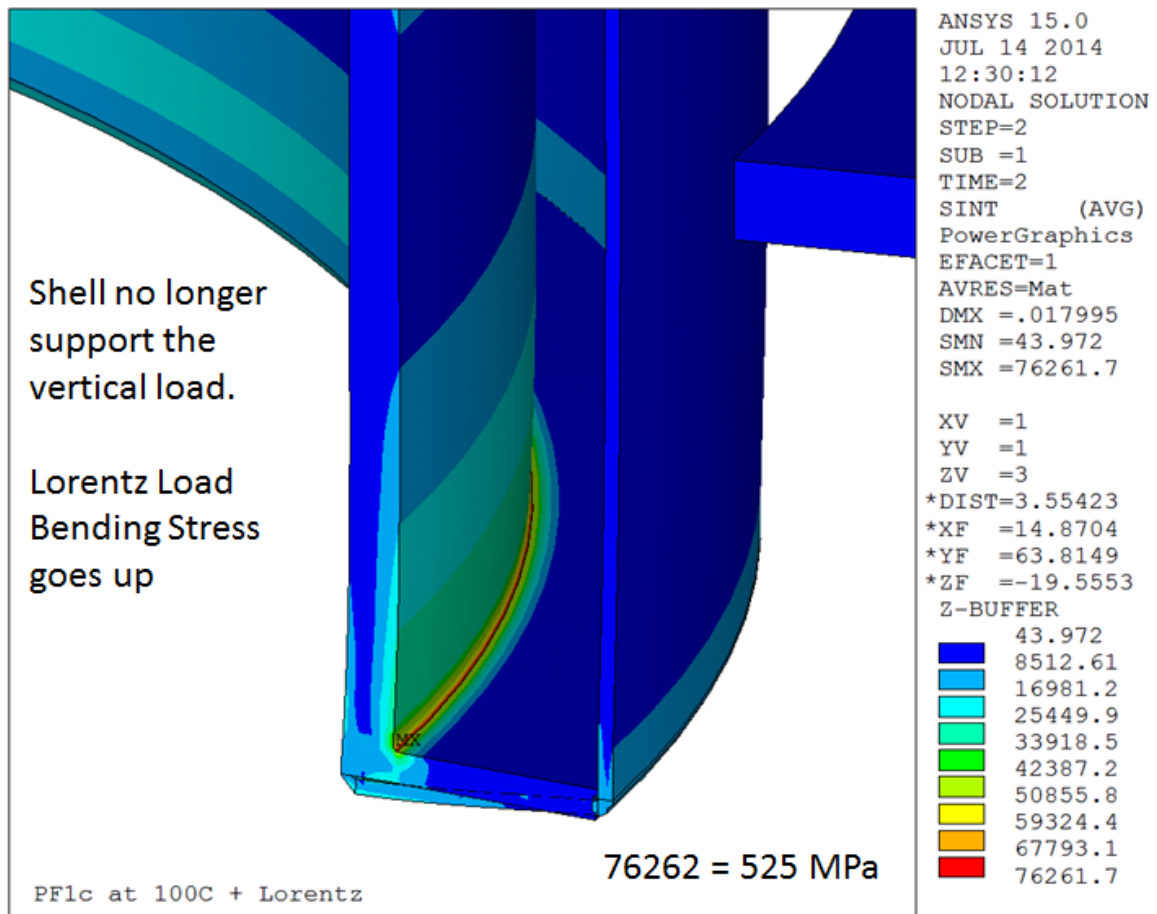 ANSYS 15.0
JUL 14 2014
12:30:12
NODAL SOLUTION
STEP=2
SUB =1
TIME=2
SINT (AVG)
PowerGraphics
EFACET=1
AVRES=Mat
DMX =.017995
SMN =43.972
SMX =76261.7
XV =1
YV =1
ZV =3
*DIST=3.55423
*XF =14.8704
*YF =63.8149
*ZF =-19.5553
Z-BUFFER
43.972
8512.61
16981.2
25449.9
33918.5
42387.2
50855.8
59324.4
67793.1
76261.7
Shell no longer
support the
vertical load.
Lorentz Load
Bending Stress
goes up
MX
76262 = 525 MPa
PF1c at 100C + Lorentz